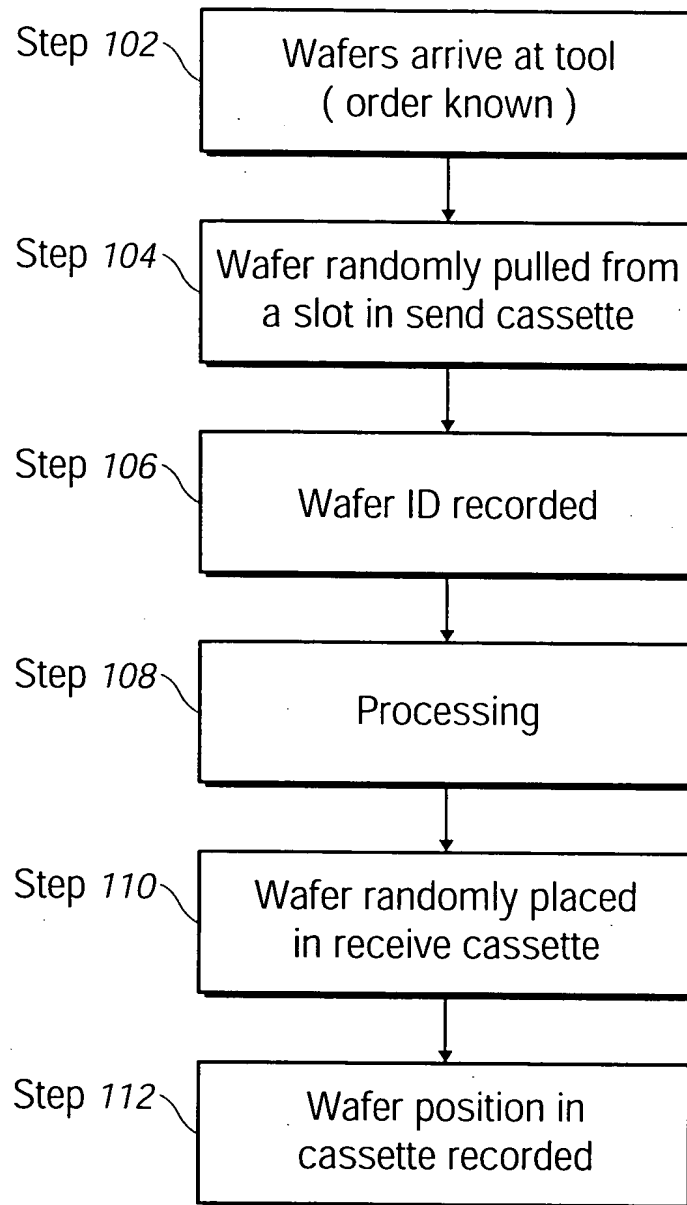 Step 102
Wafers arrive at tool
( order known )
Step 104
Wafer randomly pulled from
a slot in send cassette
Step 106
Wafer ID recorded
Step 108
Processing
Step 110
Wafer randomly placed
in receive cassette
Step 112
Wafer position in
cassette recorded